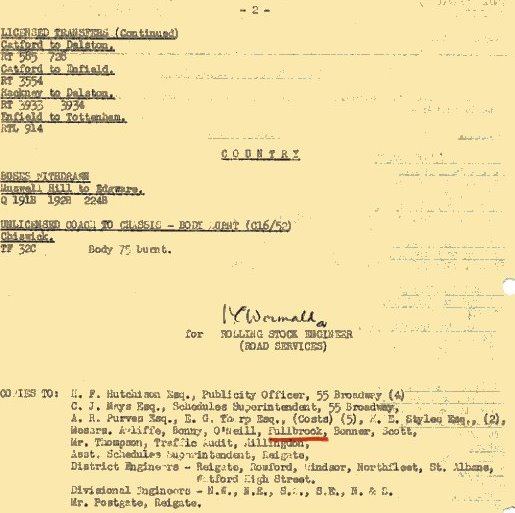 - 2 -
LICENSED TRANSFERS (Continued)
Catford to Dalston.
RT 585 728
Catford to Enfield.
RT 3554
Hackney to Dalston.
RT 3933 3934
Enfield to Tottenham.
RTL 914
COUNTRY
BUSES WITHDRAWN
Muswell Hill to Edgware.
Q 191B 192B 224B
UNLICENSED COACH TO CHASSIS - BODY BURNT (C16/52)
Chiswick.
TF 32C Body 75 burnt.
for ROLLING STOCK ENGINEER
(ROAD SERVICES)
COPIES TO: H. F. Hutchison Esq., Publicity Officer, 55 Broadway (4)
C. J. Mays Esq., Schedules Superintendent, 55 Broadway,
A. R. Purves Esq., E. G. Tharp Esq., (Costs) (5), E. Styles Esq., (2),
Messrs. Ayliffe, Bonny, O'Neill, Fullbrook, Bonner, Scott,
Mr. Thompson, Traffic Audit, Hillingdon,
Asst. Schedules Superintendent, Reigate,
District Engineers - Reigate, Romford, Windsor, Northfleet, St. Albans,
Watford High Street.
Divisional Engineers - N.W., N.E., S.W., S.E., N. & S.
Mr. Postgate, Reigate.